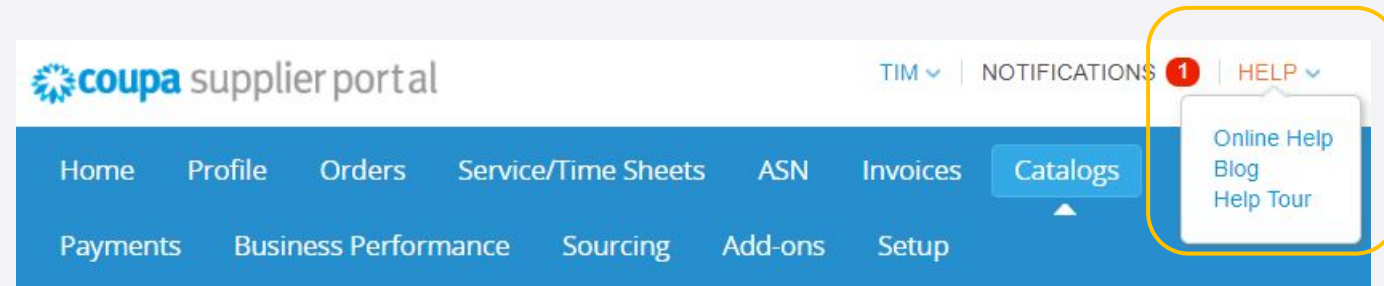 coupa supplier portal TIM NOTIFICATIONS 1 HELP
Online Help
Blog
Help Tour
Home Profile Orders Service/Time Sheets ASN Invoices Catalogs
Payments Business Performance Sourcing Add-ons Setup